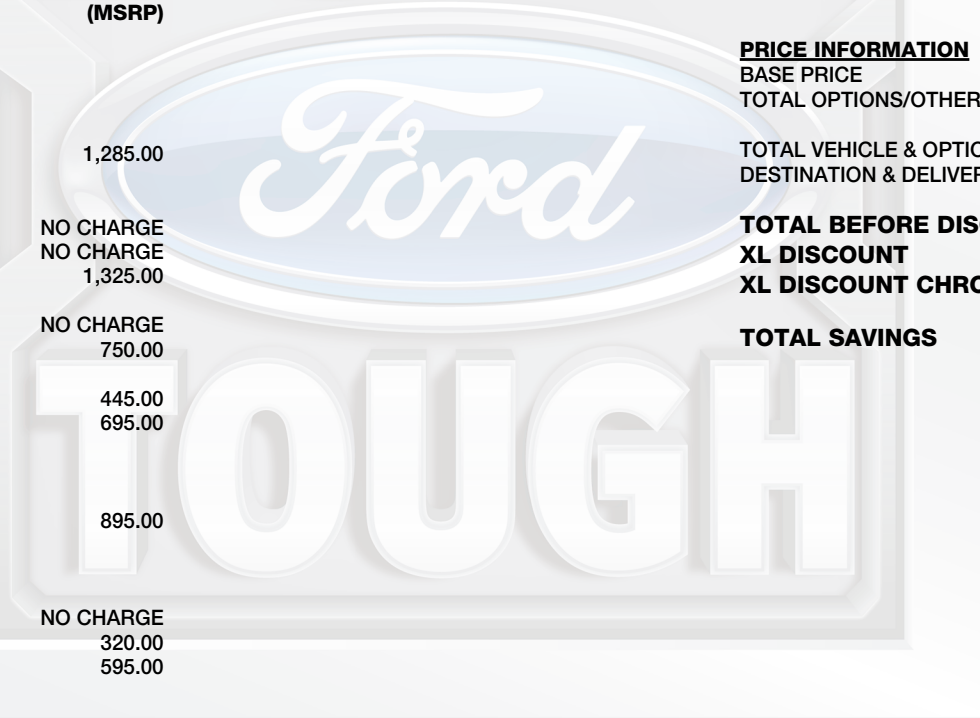 (MSRP)
1,285.00
NO CHARGE
NO CHARGE
1,325.00
NO CHARGE
750.00
445.00
695.00
895.00
NO CHARGE
320.00
595.00
PRICE INFORMATION
BASE PRICE
TOTAL OPTIONS/OTHER
TOTAL VEHICLE & OPTIO
DESTINATION & DELIVER
TOTAL BEFORE DISC
XL DISCOUNT
XL DISCOUNT CHRO
TOTAL SAVINGS
Ford
TOUGH